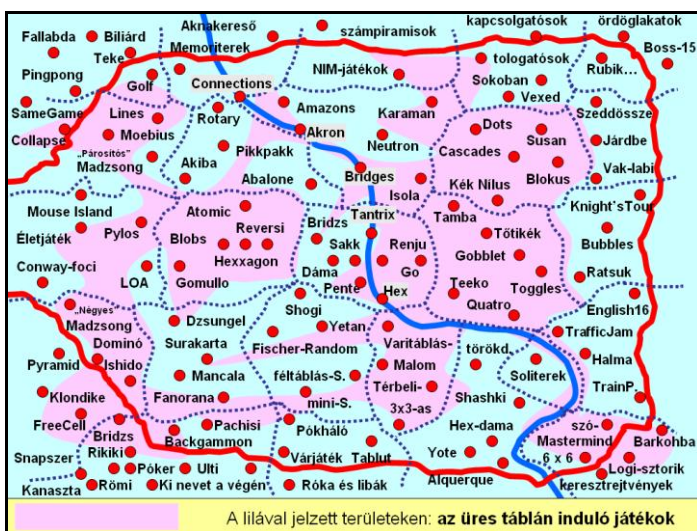 Fallabda
Biliárd
Aknakereső
számpiramisok
kapcsolgatósok
ördöglakatok
Teke
Memoriterek
Boss-15
Pingpong
Golf
Connections
NIM-játékok
tologatósok
Sokoban
Rubik...
SameGame
Lines
Rotary
Amazons
Karaman
Vexed
Szeddössze
Collapse
Moebius
Akron
Dots
Susan
„Párosítós"
Madzsong
Pikkpakk
Neutron
Cascades
Járdbe
Akiba
Bridges
Blokus
Abalone
Isola
Kék Nílus
Vak-labi
Mouse Island
Atomic
Tantrix
Tamba
Knight´sTour
Életjáték
Pylos
Blobs
Reversi
Bridzs
Sakk
Renju
Tőtikék
Bubbles
Hexxagon
Dáma
Go
Gobblet
Conway-foci
LOA
Gomullo
Pente
Hex
Teeko
Toggles
Ratsuk
„Négyes
Madzsong
Shogi
Quatro
English16
Dzsungel
Yetan
Varitáblás-
TrafficJam
Dominó
Surakarta
Fischer-Random
törökd.
Pyramid
Ishido
Malom
Soliterek
Halma
Mancala
féltáblás-S.
Térbeli-
TrainP.
Klondike
Fanorana
mini-S.
Shashki
FreeCell
Pachisi
Pókháló
3x3-as
Hex-dama
szó-
Bridzs
Backgammon
Mastermind
Barkohba
Snapszer
Rikiki
Póker
Ulti
Várjáték
Tablut
Yote
6 x 6
Logi-sztorik
Kanaszta
Römi
Ki nevet a végén
Róka és libák
Alquerque
keresztrejtvények
A lilával jelzett területeken: az üres táblán induló játékok